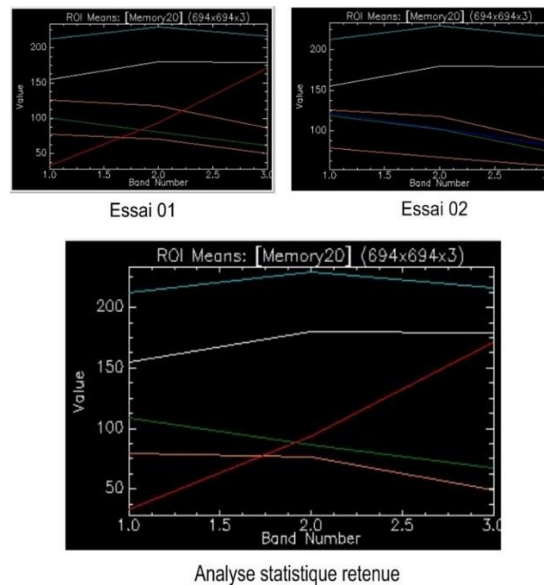 ROI Means: [Memory20] (694x694x3)
200
150
100
50
Value
1.0 1.5 2.0 2.5 3.0
Band Number
Essai 01
ROI Means: [Memory20] (694x694x3)
200
150
100
Value
1.0 1.5 2.0 2.5 3.0
Band Number
Essai 02
ROI Means: [Memory20] (694x694x3)
200
150
100
50
Value
1.0 1.5 2.0 2.5 3.0
Band Number
Analyse statistique retenue